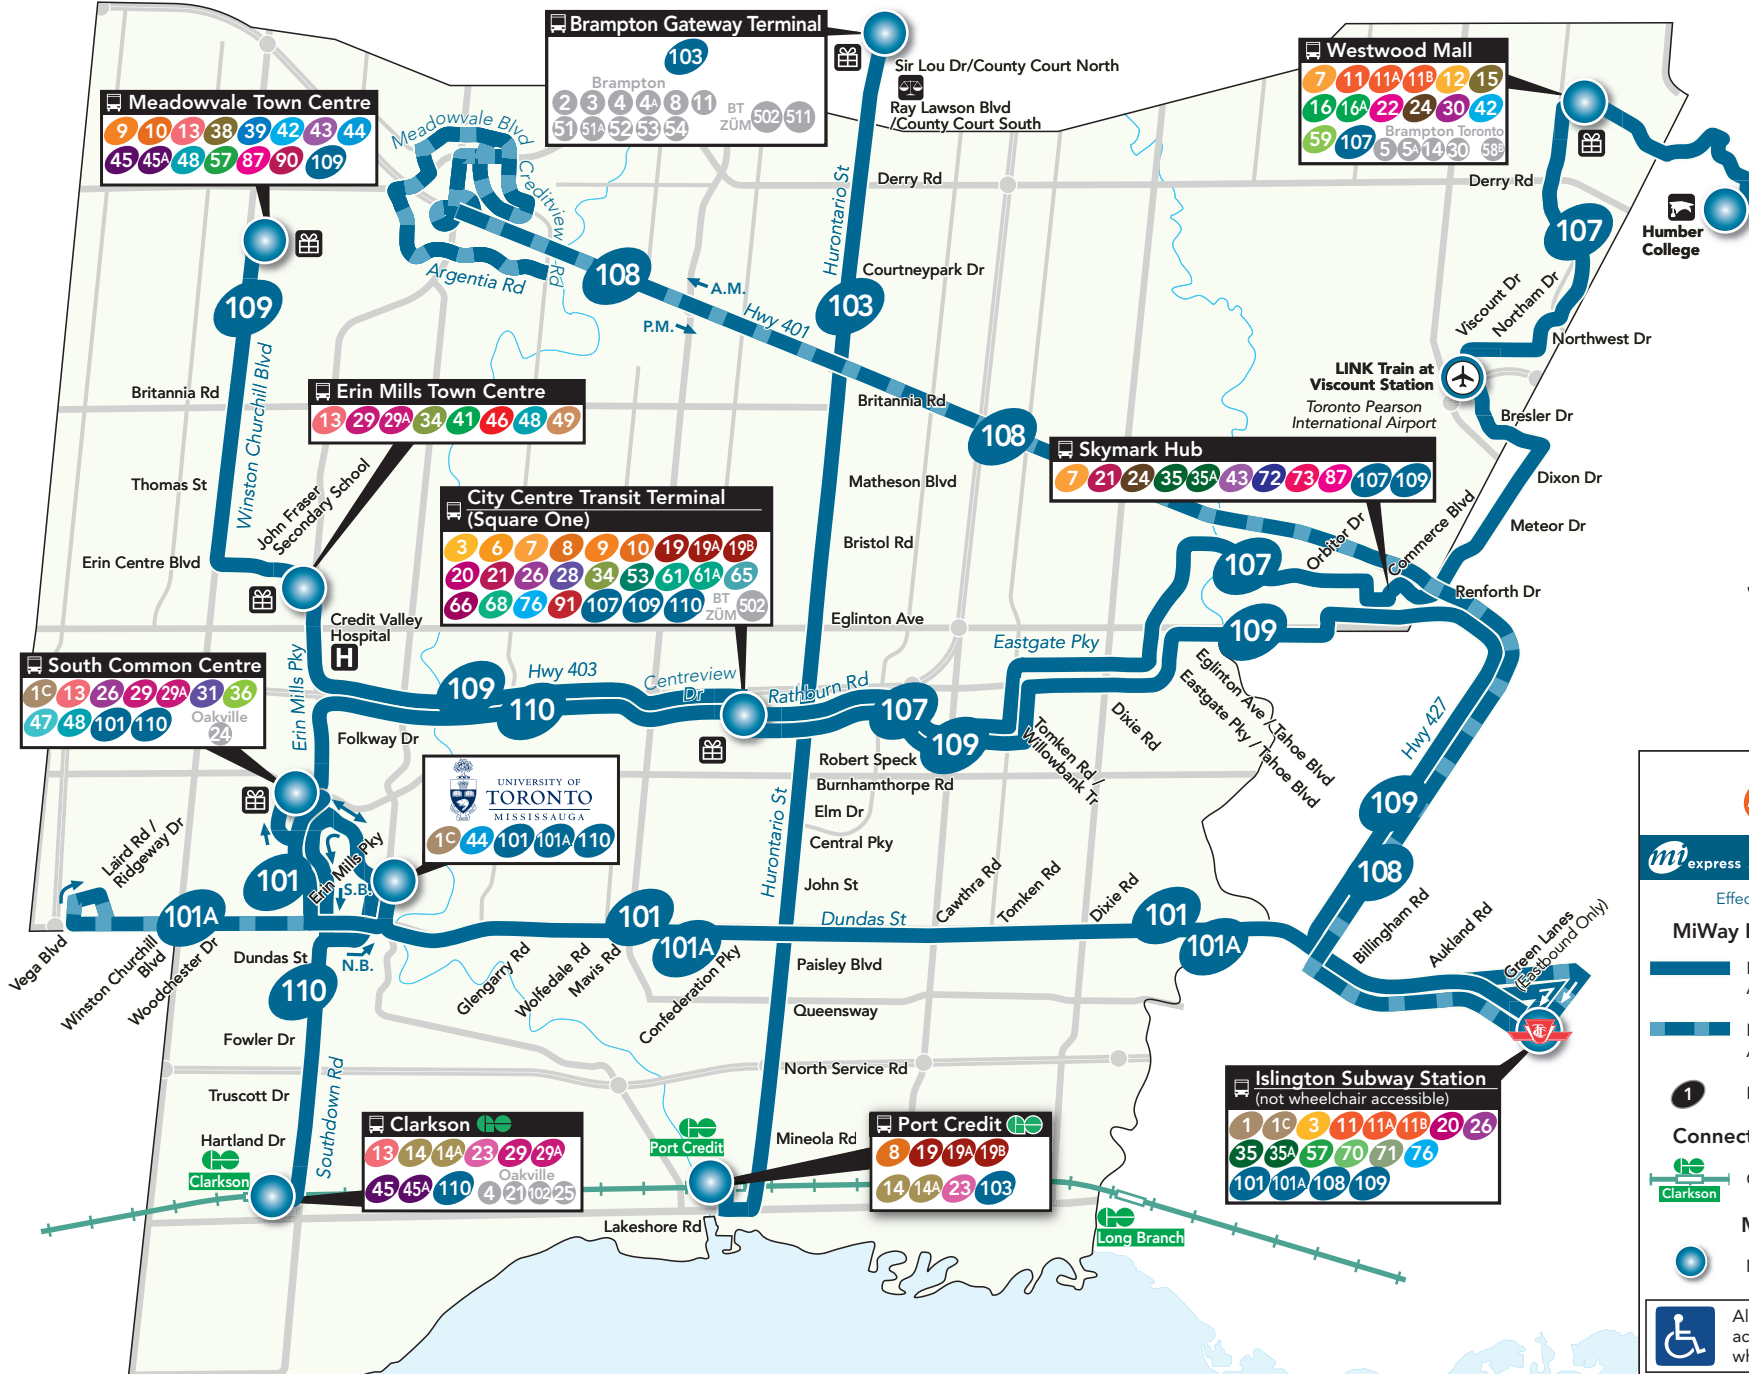 Brampton Gateway Terminal
103
Brampton
2 3 4 4A 8 11
51 51A 52 53 54
BT
ZÜM
502 511
Sir Lou Dr/County Court North
Ray Lawson Blvd
/County Court South
Westwood Mall
7 11 11A 11B 12 15
16 16A 22 24 30 42
59 107
Brampton Toronto
5 5A 14 30 58B
Meadowvale Town Centre
9 10 13 38 39 42 43 44
45 45A 48 57 87 90 109
Meadowvale Blvd
Creditview Rd
Argentia Rd
Derry Rd
Derry Rd
Humber
College
107
Hurontario St
Courtneypark Dr
108
A.M.
P.M.
Hwy 401
103
109
Viscount Dr
Northam Dr
Northwest Dr
LINK Train at
Viscount Station
Toronto Pearson
International Airport
Bresler Dr
Winston Churchill Blvd
Britannia Rd
Britannia Rd
Erin Mills Town Centre
13 29 29A 34 41 46 48 49
108
Skymark Hub
7 21 24 35 35A 43 72 73 87 107 109
Dixon Dr
Meteor Dr
Thomas St
John Fraser
Secondary School
Matheson Blvd
City Centre Transit Terminal
(Square One)
3 6 7 8 9 10 19 19A 19B
20 21 26 28 34 53 61 61A 65
66 68 76 91 107 109 110
BT
ZÜM
502
Bristol Rd
Orbitor Dr
Commerce Blvd
Erin Centre Blvd
107
Renforth Dr
Credit Valley
Hospital
H
Eglinton Ave
109
Eastgate Pky
South Common Centre
1C 13 26 29 29A 31 36
47 48 101 110
Oakville
24
Erin Mills Pky
109
110
Hwy 403
Centreview
Dr
Rathburn Rd
107
109
Eglinton Ave / Tahoe Blvd
Eastgate Pky / Tahoe Blvd
Dixie Rd
Tomken Rd /
Willowbank Tr
Hwy 427
Folkway Dr
Robert Speck
Burnhamthorpe Rd
Elm Dr
Central Pky
John St
Hurontario St
UNIVERSITY OF
TORONTO
MISSISSAUGA
1C 44 101 101A 110
109
108
Laird Rd /
Ridgeway Dr
101
Erin Mills Pky
S.B.
101A
Vega Blvd
Winston Churchill
Blvd
Woodchester Dr
Dundas St
N.B.
110
101
101A
Dundas St
Cawthra Rd
Tomken Rd
Dixie Rd
101
101A
Billingham Rd
Aukland Rd
Green Lanes
(Eastbound Only)
Glengarry Rd
Wolfedale Rd
Mavis Rd
Confederation Pky
Paisley Blvd
Queensway
Fowler Dr
North Service Rd
TTC
Islington Subway Station
(not wheelchair accessible)
1 1C 3 11 11A 11B 20 26
35 35A 57 70 71 76
101 101A 108 109
Truscott Dr
Southdown Rd
Hartland Dr
Clarkson
Clarkson
13 14 14A 23 29 29A
45 45A 110
Oakville
4 21 102 25
Port Credit
Mineola Rd
Port Credit
8 19 19A 19B
14 14A 23 103
Lakeshore Rd
Long Branch
mi express
Effec
MiWay
1
Connect
Clarkson
Al
ac
wh